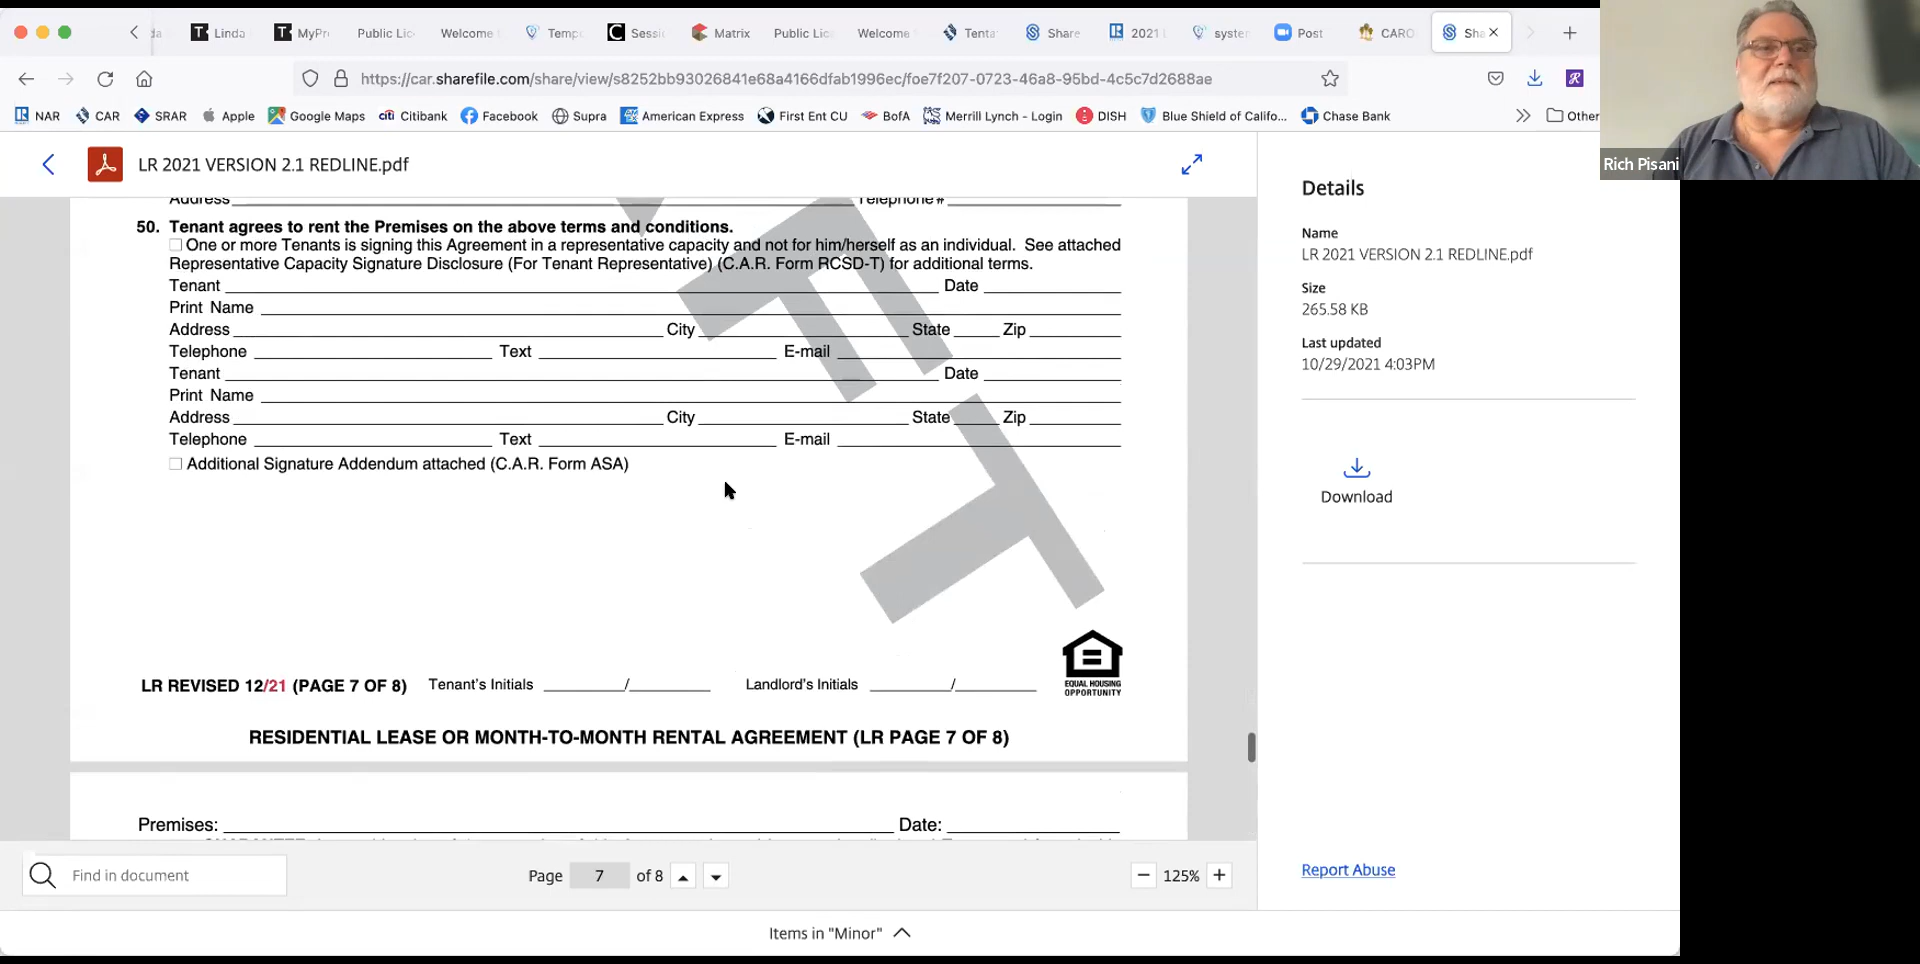 Linda
MyPr
Public Lic
Welcome
Temp
Sessi
Matrix
Public Lic
Welcome
Tenta
Share
2021
syster
Post
CARO
Sha
https://car.sharefile.com/share/view/s8252bb93026841e68a4166dfab1996ec/foe7f207-0723-46a8-95bd-4c5c7d2688ae
NAR CAR SRAR Apple Google Maps citi Citibank Facebook Supra American Express First Ent CU BofA Merrill Lynch - Login DISH Blue Shield of Califo... Chase Bank Other
Rich Pisani
LR 2021 VERSION 2.1 REDLINE.pdf
Address Telephone#
50. Tenant agrees to rent the Premises on the above terms and conditions.
One or more Tenants is signing this Agreement in a representative capacity and not for him/herself as an individual. See attached
Representative Capacity Signature Disclosure (For Tenant Representative) (C.A.R. Form RCSD-T) for additional terms.
Tenant Date
Print Name
Address City State Zip
Telephone Text E-mail
Tenant Date
Print Name
Address City State Zip
Telephone Text E-mail
Additional Signature Addendum attached (C.A.R. Form ASA)
EQUAL HOUSING
OPPORTUNITY
LR REVISED 12/21 (PAGE 7 OF 8) Tenant's Initials / Landlord's Initials /
RESIDENTIAL LEASE OR MONTH-TO-MONTH RENTAL AGREEMENT (LR PAGE 7 OF 8)
Premises: Date:
Find in document
Page 7 of 8
125%
Items in "Minor"
Details
Name
LR 2021 VERSION 2.1 REDLINE.pdf
Size
265.58 KB
Last updated
10/29/2021 4:03PM
Download
Report Abuse